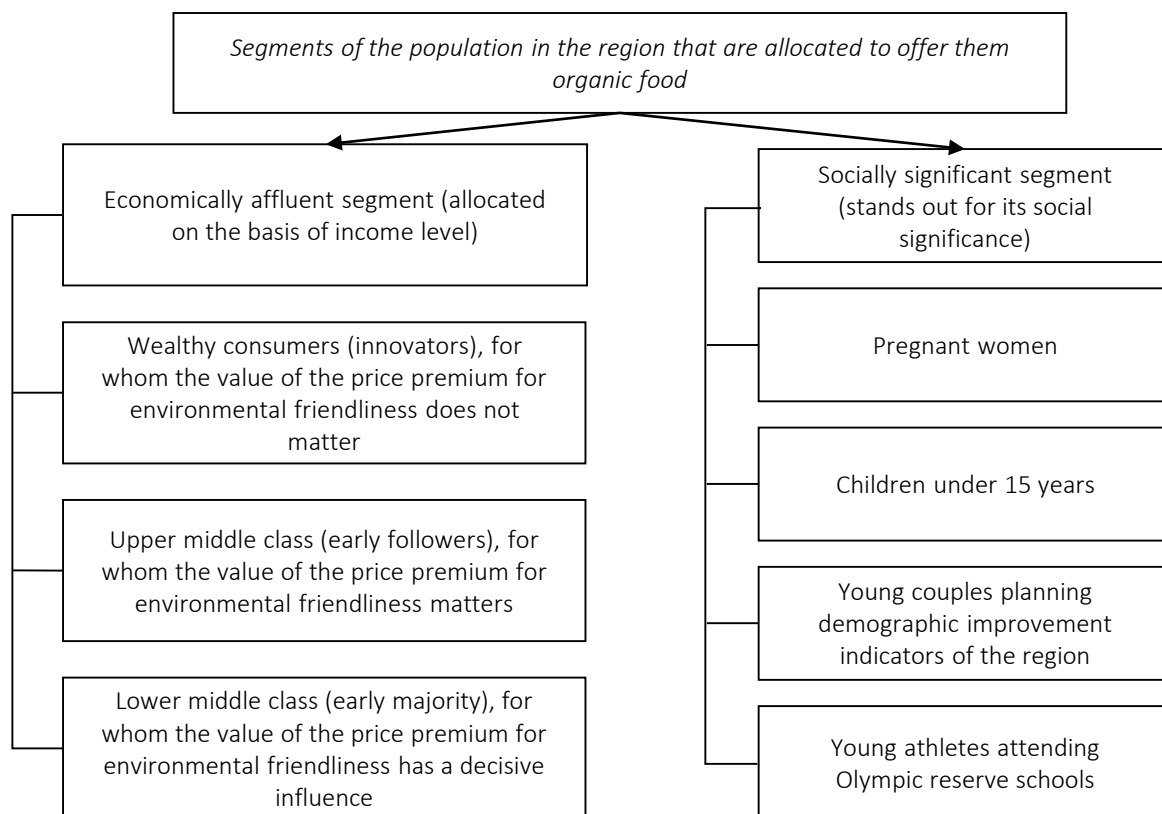 Segments of the population in the region that are allocated to offer them
organic food
Economically affluent segment (allocated
on the basis of income level)
Wealthy consumers (innovators), for
whom the value of the price premium for
environmental friendliness does not
matter
Upper middle class (early followers), for
whom the value of the price premium for
environmental friendliness matters
Lower middle class (early majority), for
whom the value of the price premium for
environmental friendliness has a decisive
influence
Socially significant segment
(stands out for its social
significance)
Pregnant women
Children under 15 years
Young couples planning
demographic improvement
indicators of the region
Young athletes attending
Olympic reserve schools